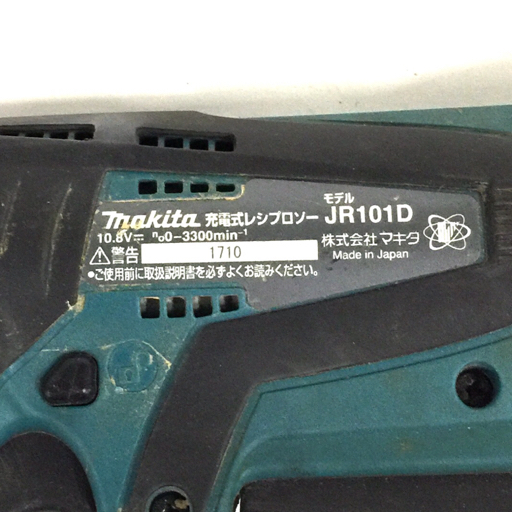 makita 充電式レシプロソー モデル JR101D
10.8V⎓ n₀0-3300min⁻¹ 株式会社 マキタ
⚠警告 1710 Made in Japan
●ご使用前に取扱説明書を必ずよくお読みください。